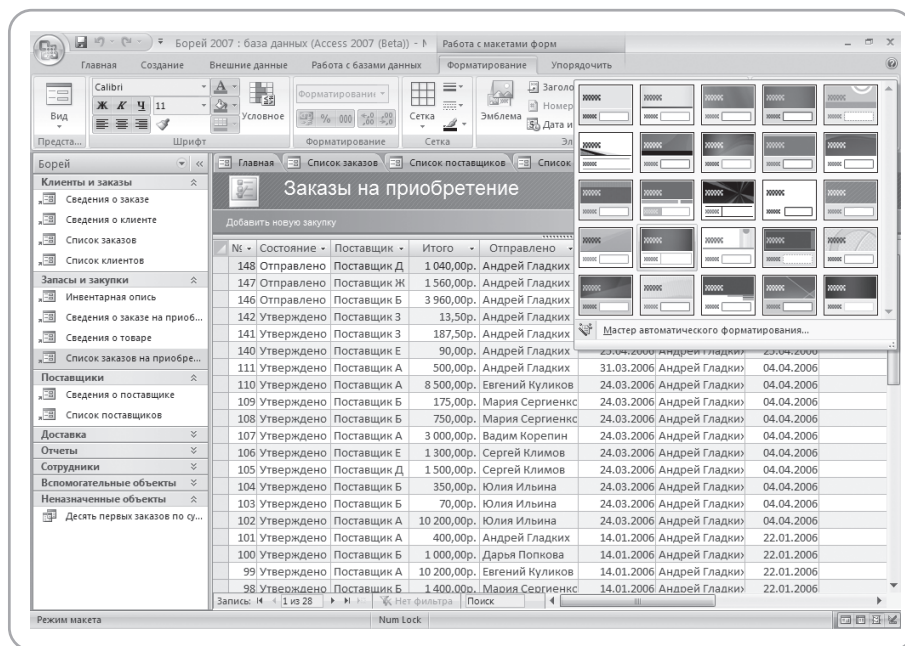 Борей 2007 : база данных (Access 2007 (Beta))
Работа с макетами форм
Главная Создание Внешние данные Работа с базами данных Форматирование Упорядочить
Вид
Calibri
Ж К Ч 11
Условное
Форматировани
% 000
Сетка
Эмблема
Заголо
Номер
Дата и
Предста... Шрифт Форматирование Сетка Эл
Борей
Клиенты и заказы
Сведения о заказе
Сведения о клиенте
Список заказов
Список клиентов
Запасы и закупки
Инвентарная опись
Сведения о заказе на приоб...
Сведения о товаре
Список заказов на приобре...
Поставщики
Сведения о поставщике
Список поставщиков
Доставка
Отчеты
Сотрудники
Вспомогательные объекты
Неназначенные объекты
Десять первых заказов по су...
Главная Список заказов Список поставщиков Список
Заказы на приобретение
Добавить новую закупку
Мастер автоматического форматирования...
№ Состояние Поставщик Итого Отправлено
148 Отправлено Поставщик Д 1 040,00р. Андрей Гладких
147 Отправлено Поставщик Ж 1 560,00р. Андрей Гладких
146 Отправлено Поставщик Б 3 960,00р. Андрей Гладких
142 Утверждено Поставщик З 13,50р. Андрей Гладких
141 Утверждено Поставщик З 187,50р. Андрей Гладких
140 Утверждено Поставщик Е 90,00р. Андрей Гладких 25.04.2006 Андрей Гладких 25.04.2006
111 Утверждено Поставщик А 500,00р. Андрей Гладких 31.03.2006 Андрей Гладких 04.04.2006
110 Утверждено Поставщик А 8 500,00р. Евгений Куликов 24.03.2006 Андрей Гладких 04.04.2006
109 Утверждено Поставщик Б 175,00р. Мария Сергиенко 24.03.2006 Андрей Гладких 04.04.2006
108 Утверждено Поставщик Б 750,00р. Мария Сергиенко 24.03.2006 Андрей Гладких 04.04.2006
107 Утверждено Поставщик А 3 000,00р. Вадим Корепин 24.03.2006 Андрей Гладких 04.04.2006
106 Утверждено Поставщик Е 1 300,00р. Сергей Климов 24.03.2006 Андрей Гладких 04.04.2006
105 Утверждено Поставщик Д 1 500,00р. Сергей Климов 24.03.2006 Андрей Гладких 04.04.2006
104 Утверждено Поставщик Б 350,00р. Юлия Ильина 24.03.2006 Андрей Гладких 04.04.2006
103 Утверждено Поставщик Б 70,00р. Юлия Ильина 24.03.2006 Андрей Гладких 04.04.2006
102 Утверждено Поставщик А 10 200,00р. Юлия Ильина 24.03.2006 Андрей Гладких 04.04.2006
101 Утверждено Поставщик А 400,00р. Андрей Гладких 14.01.2006 Андрей Гладких 22.01.2006
100 Утверждено Поставщик Б 1 000,00р. Дарья Попкова 14.01.2006 Андрей Гладких 22.01.2006
99 Утверждено Поставщик А 10 200,00р. Евгений Куликов 14.01.2006 Андрей Гладких 22.01.2006
98 Утверждено Поставщик Б 1 400,00р. Мария Сергиенко 14.01.2006 Андрей Гладких 22.01.2006
Запись: 1 из 28 Нет фильтра Поиск
Режим макета Num Lock